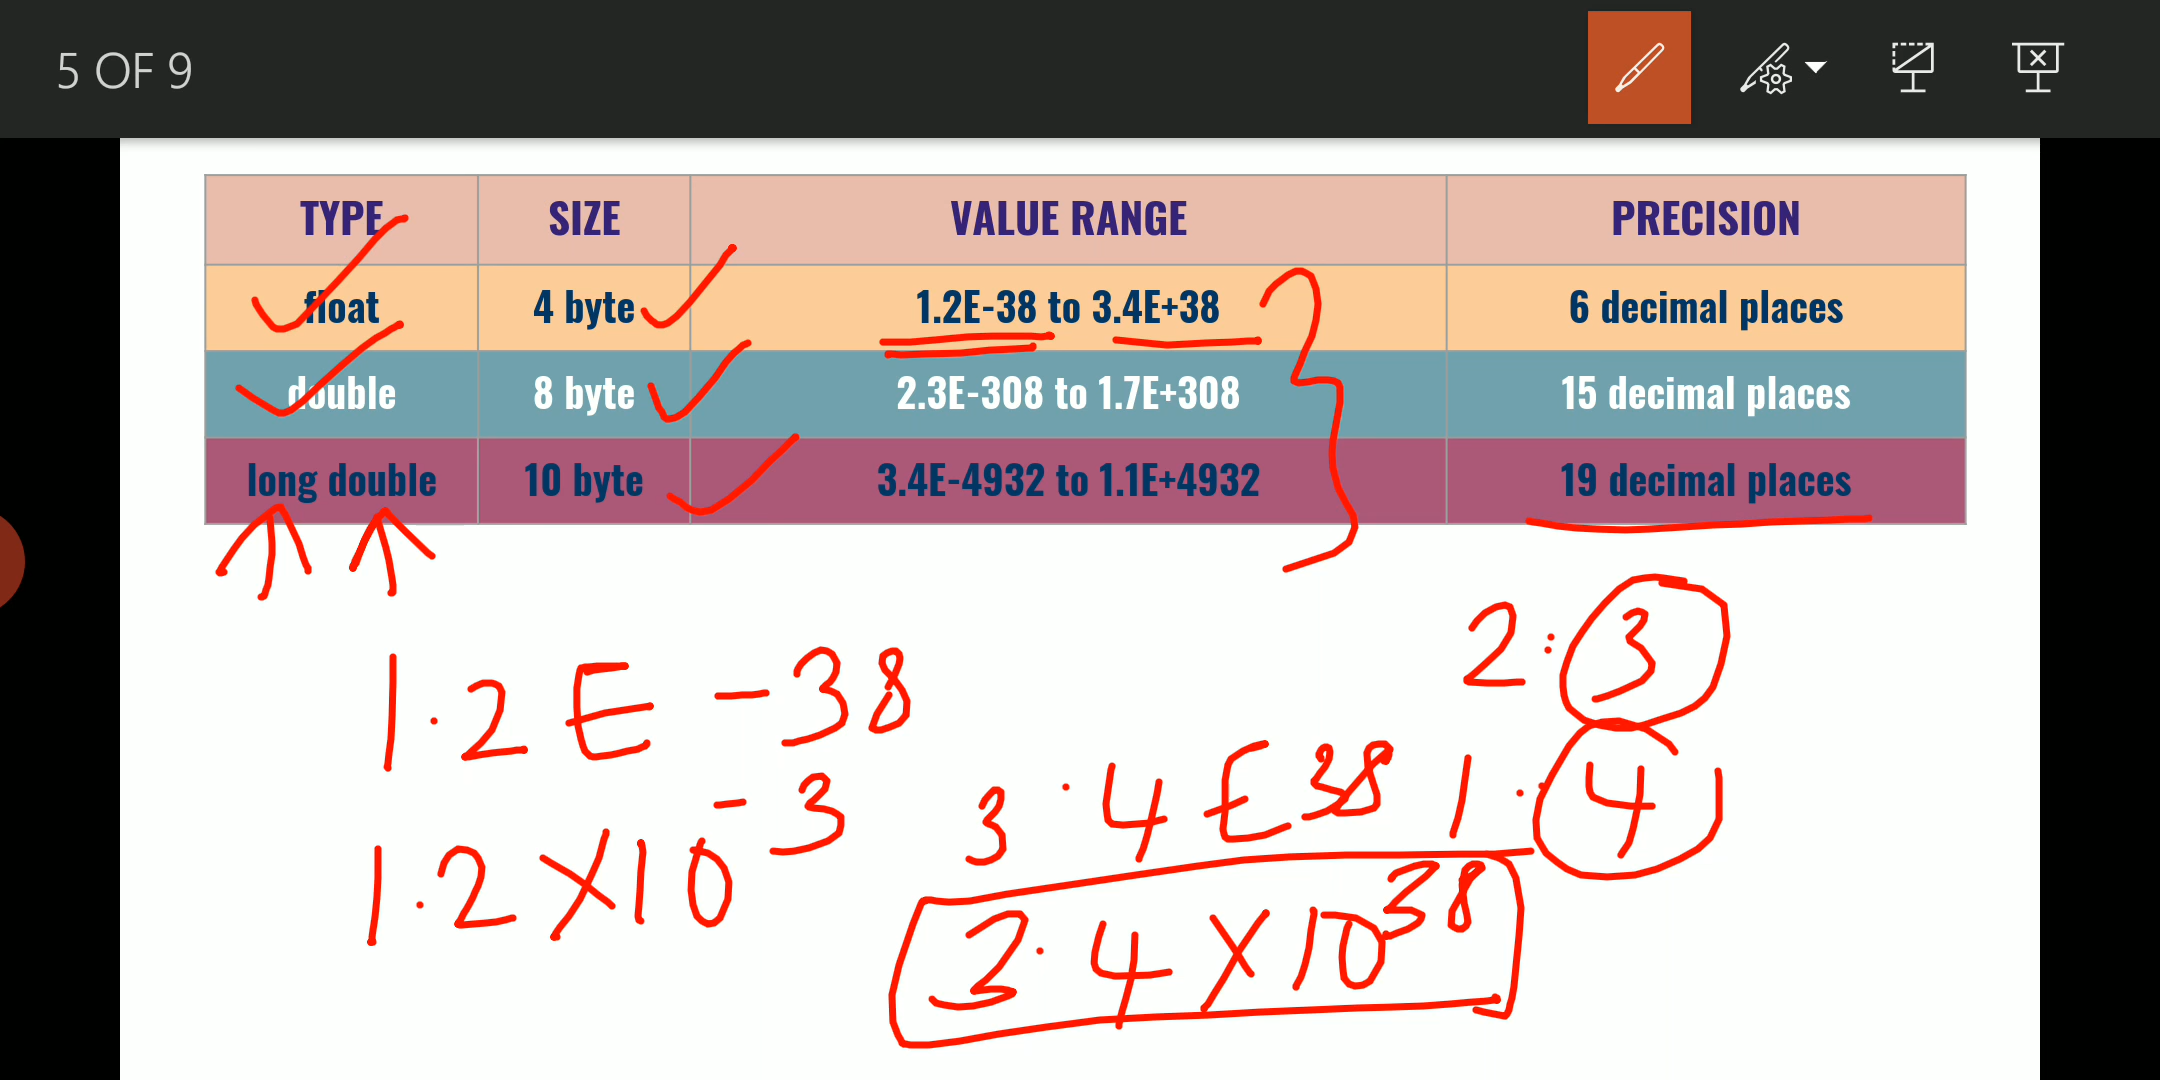 5 OF 9
TYPE SIZE VALUE RANGE PRECISION
float 4 byte 1.2E-38 to 3.4E+38 6 decimal places
double 8 byte 2.3E-308 to 1.7E+308 15 decimal places
long double 10 byte 3.4E-4932 to 1.1E+4932 19 decimal places
2.3
1.2E-38
3.4E38 1.4
1.2X10-3
3.4X1038